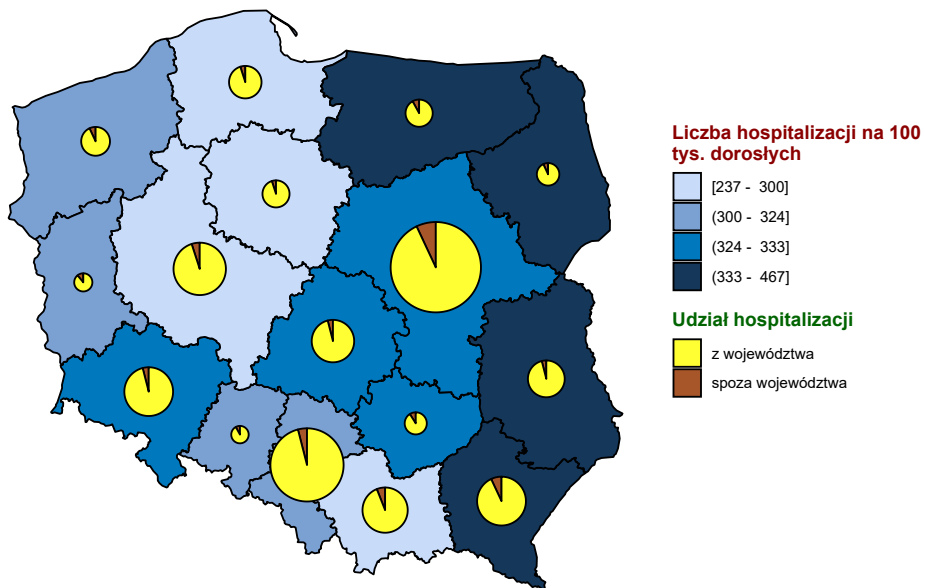 Liczba hospitalizacji na 100
tys. dorosłych
[237 - 300]
(300 - 324]
(324 - 333]
(333 - 467]
Udział hospitalizacji
z województwa
spoza województwa